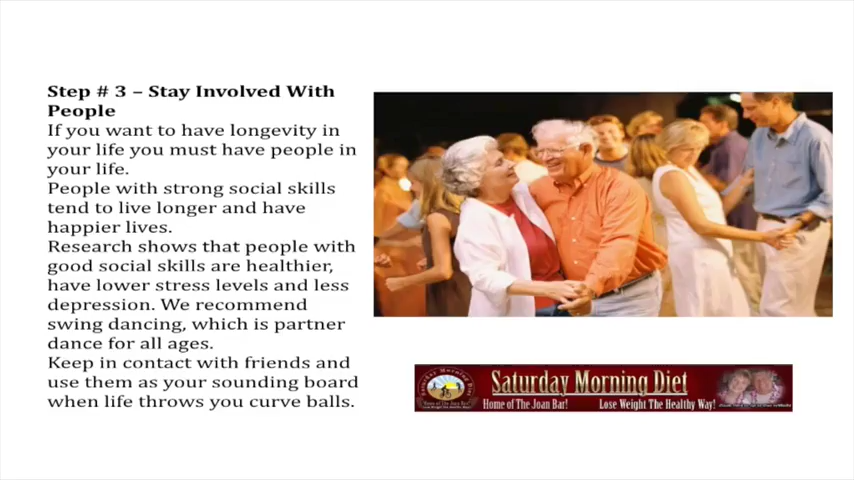 Step # 3 – Stay Involved With
People
If you want to have longevity in
your life you must have people in
your life.
People with strong social skills
tend to live longer and have
happier lives.
Research shows that people with
good social skills are healthier,
have lower stress levels and less
depression. We recommend
swing dancing, which is partner
dance for all ages.
Keep in contact with friends and
use them as your sounding board
when life throws you curve balls.
Saturday Morning Diet
Home of The Joan Bar! Lose Weight The Healthy Way!